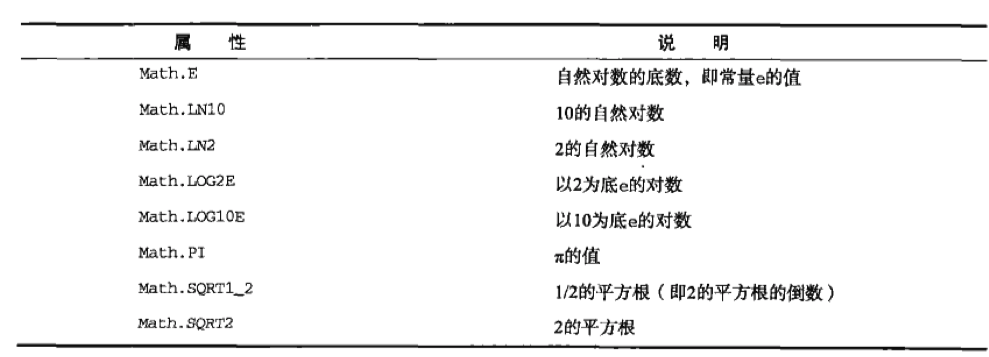 属 性 说 明
Math.E 自然对数的底数，即常量e的值
Math.LN10 10的自然对数
Math.LN2 2的自然对数
Math.LOG2E 以2为底e的对数
Math.LOG10E 以10为底e的对数
Math.PI π的值
Math.SQRT1_2 1/2的平方根（即2的平方根的倒数）
Math.SQRT2 2的平方根